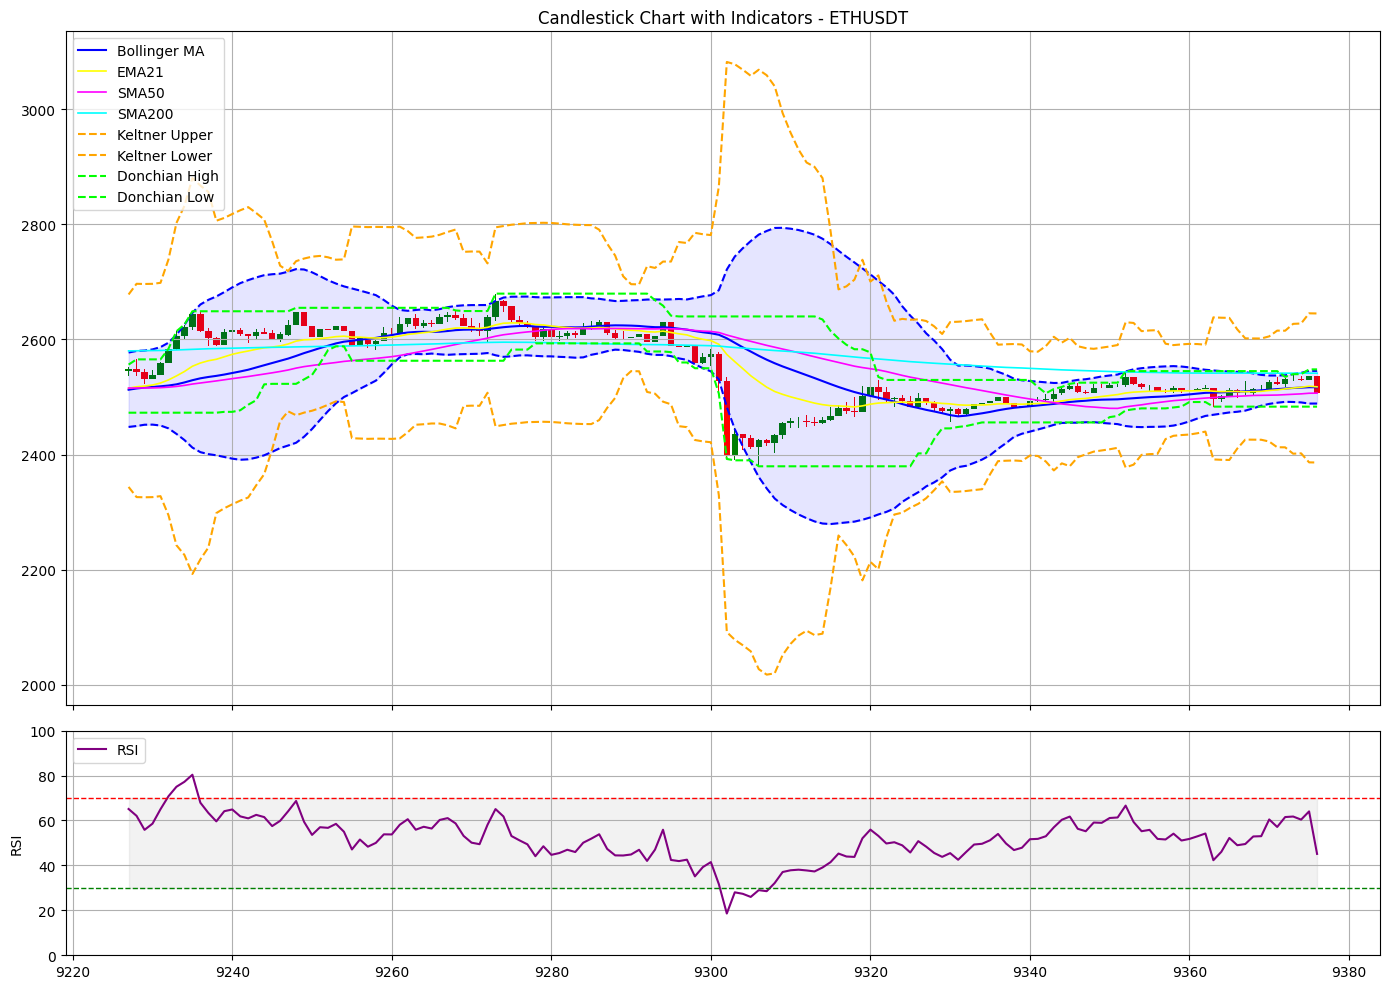 Candlestick Chart with Indicators - ETHUSDT
Bollinger MA
EMA21
SMA50
SMA200
Keltner Upper
Keltner Lower
Donchian High
Donchian Low
3000
2800
2600
2400
2200
2000
RSI
100
80
60
40
20
0
RSI
9220 9240 9260 9280 9300 9320 9340 9360 9380